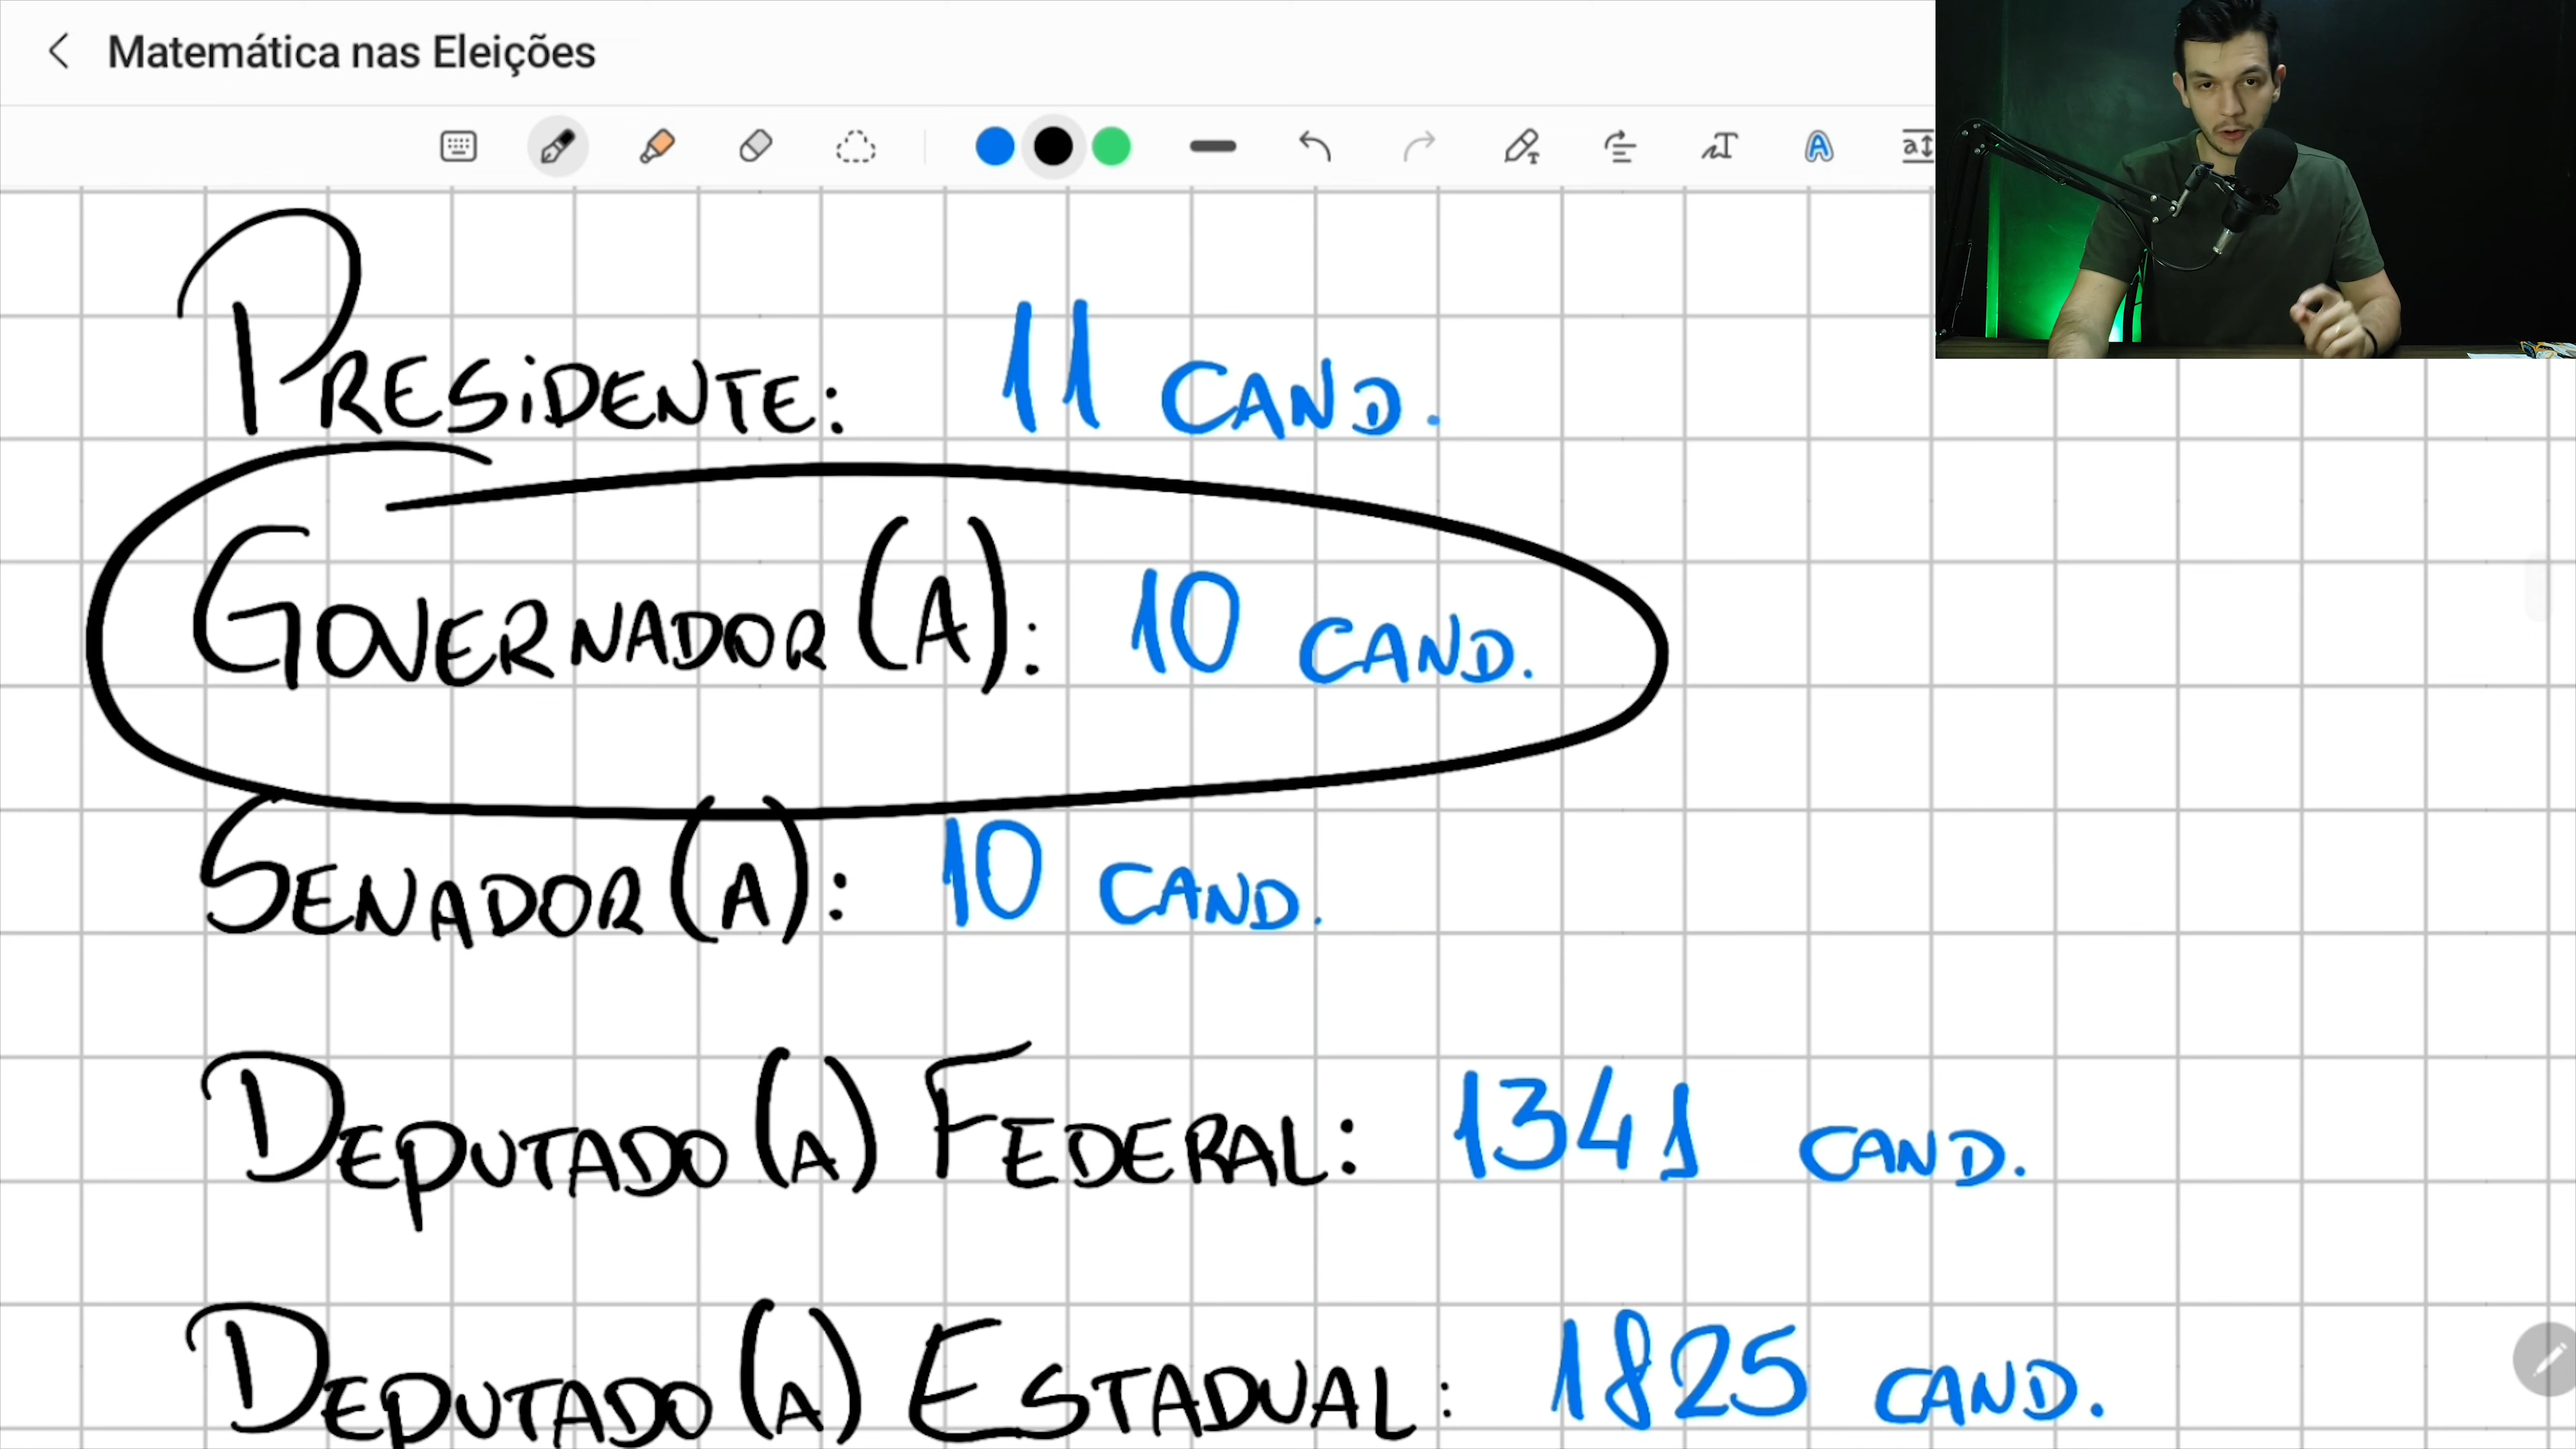 Matemática nas Eleições
PRESiDENTE: 11 CAND.
GOVERNADOR(A): 10 CAND.
SENADOR(A): 10 CAND.
DEPUTADO(A) FEDERAL: 1341 CAND.
DEPUTADO(A) ESTADUAL: 1825 CAND.